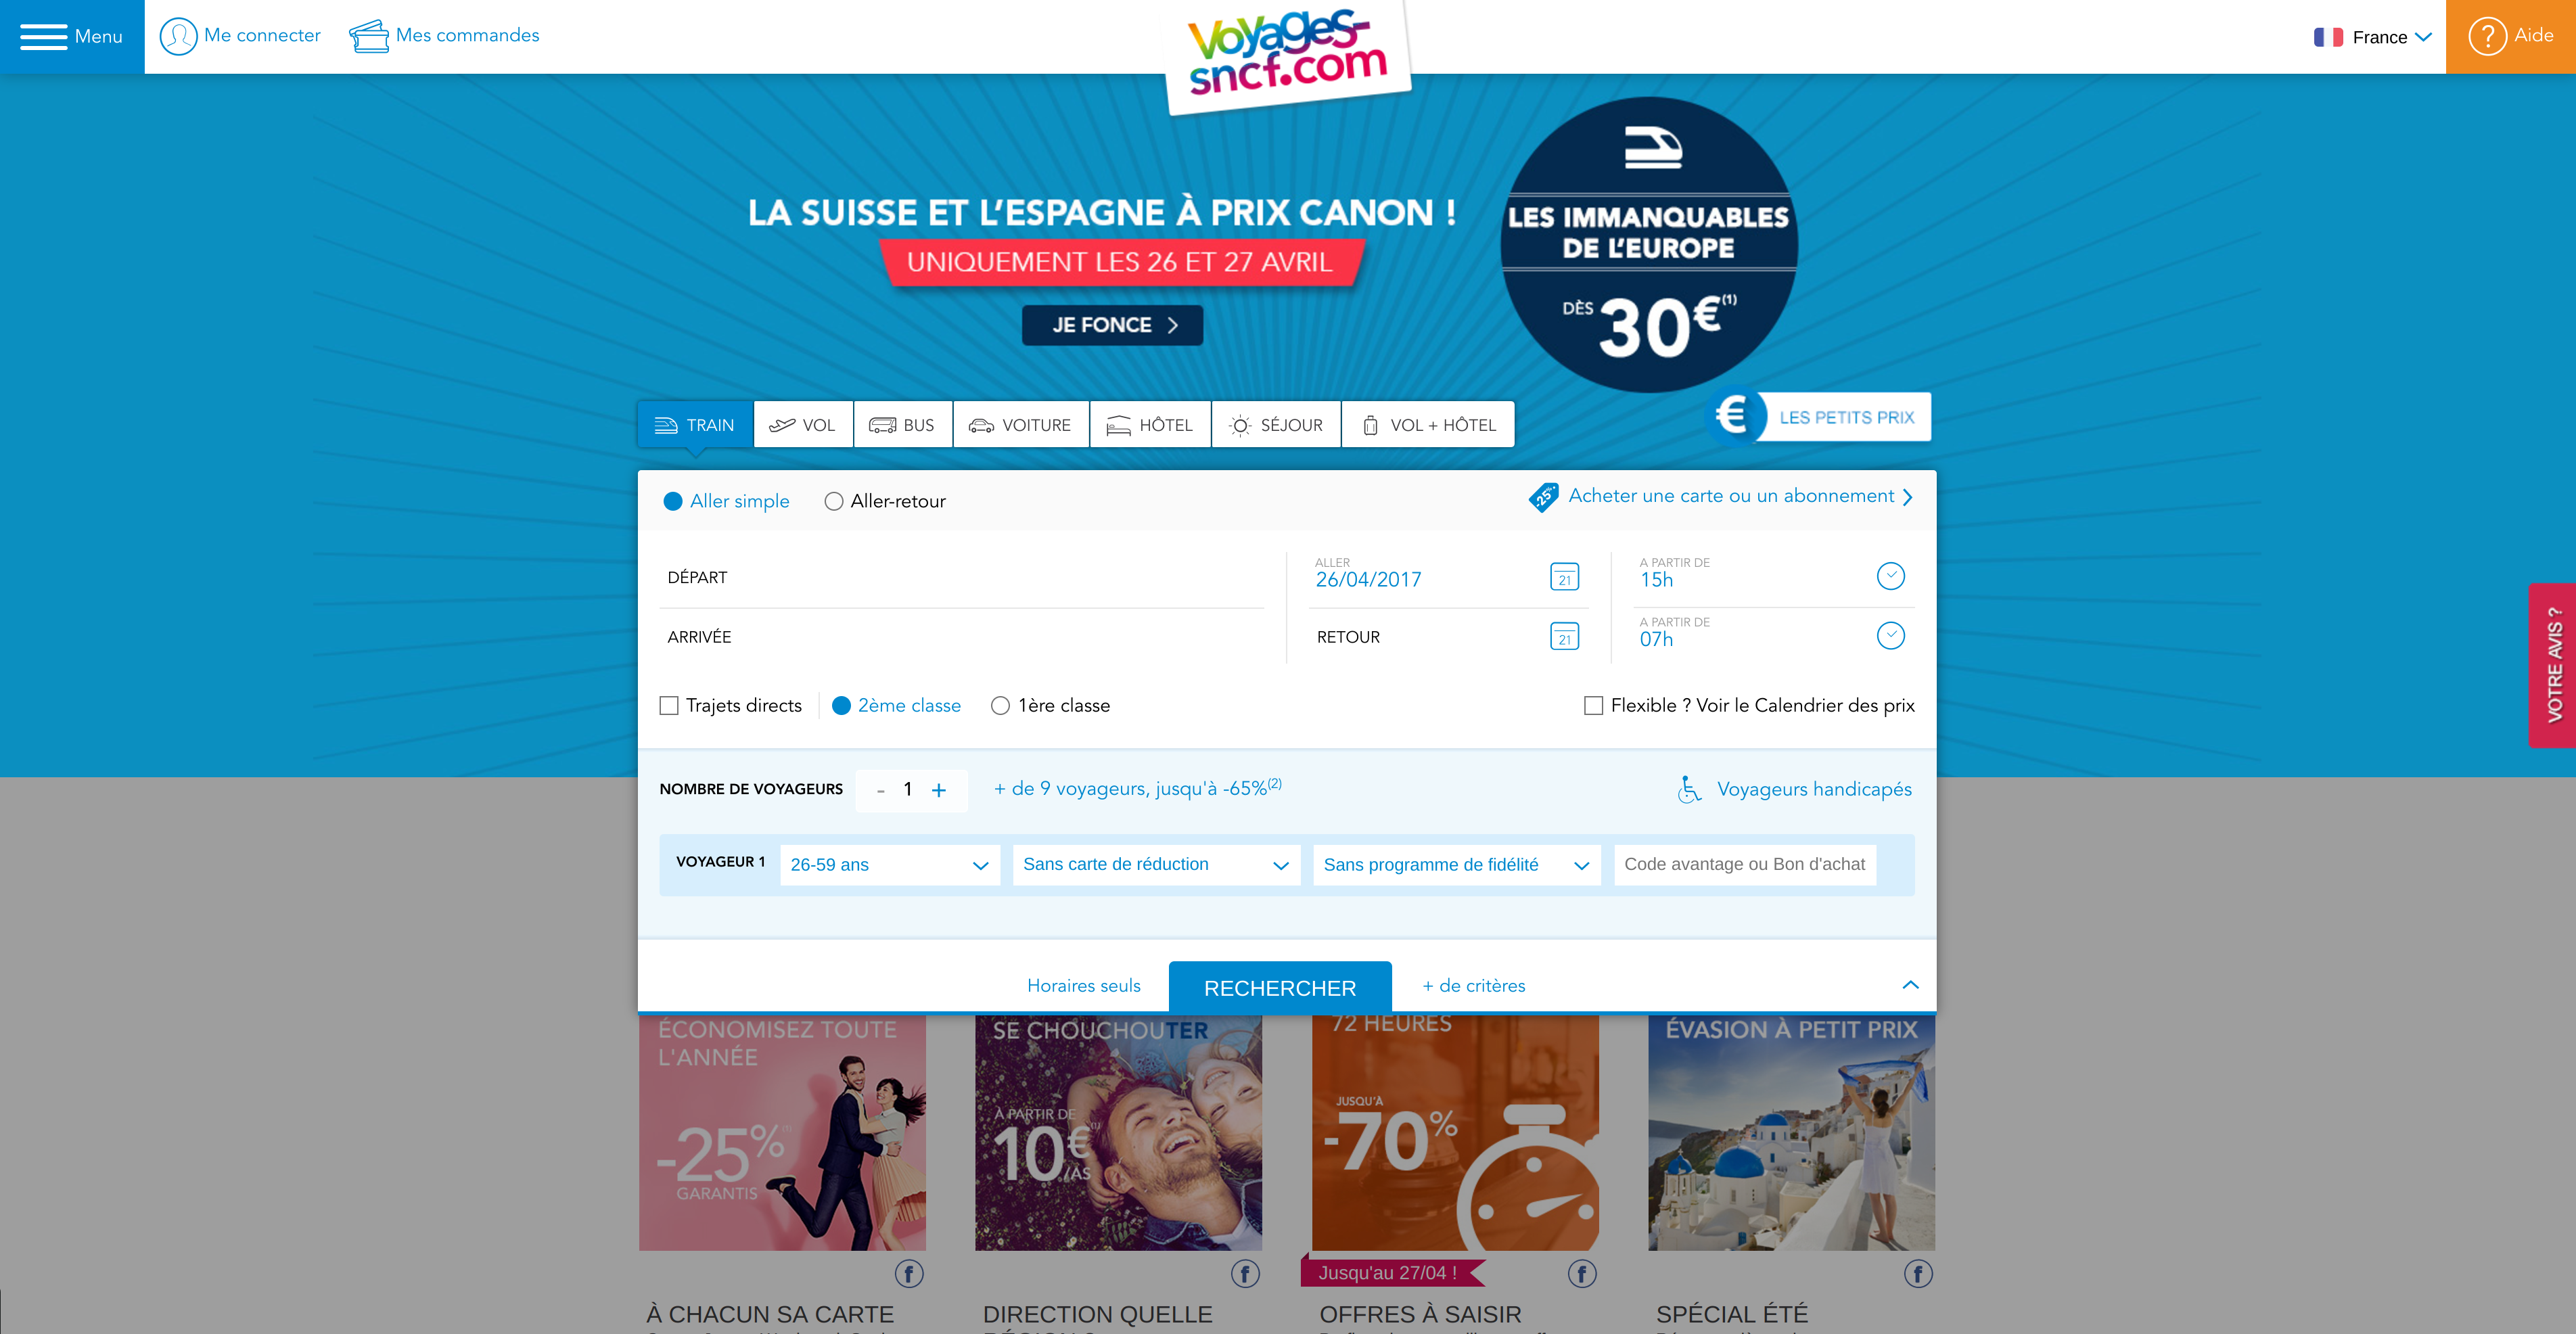 Menu
Me connecter
Mes commandes
Voyages-
sncf.com
France
? Aide
LA SUISSE ET L'ESPAGNE À PRIX CANON !
UNIQUEMENT LES 26 ET 27 AVRIL
JE FONCE
LES IMMANQUABLES
DE L'EUROPE
DÈS 30€(1)
€ LES PETITS PRIX
TRAIN
VOL
BUS
VOITURE
HÔTEL
SÉJOUR
VOL + HÔTEL
Aller simple
Aller-retour
-25% Acheter une carte ou un abonnement
DÉPART
ALLER
26/04/2017
21
A PARTIR DE
15h
ARRIVÉE
RETOUR
21
A PARTIR DE
07h
Trajets directs
2ème classe
1ère classe
Flexible ? Voir le Calendrier des prix
VOTRE AVIS ?
NOMBRE DE VOYAGEURS
- 1 +
+ de 9 voyageurs, jusqu'à -65%(2)
Voyageurs handicapés
VOYAGEUR 1
26-59 ans
Sans carte de réduction
Sans programme de fidélité
Code avantage ou Bon d'achat
Horaires seuls
RECHERCHER
+ de critères
ÉCONOMISEZ TOUTE
L'ANNÉE
-25%(1)
GARANTIS
SE CHOUCHOUTER
À PARTIR DE
10€(1)
/AS
72 HEURES
JUSQU'À
-70%
ÉVASION À PETIT PRIX
f
f
Jusqu'au 27/04 !
f
f
À CHACUN SA CARTE
DIRECTION QUELLE
OFFRES À SAISIR
SPÉCIAL ÉTÉ